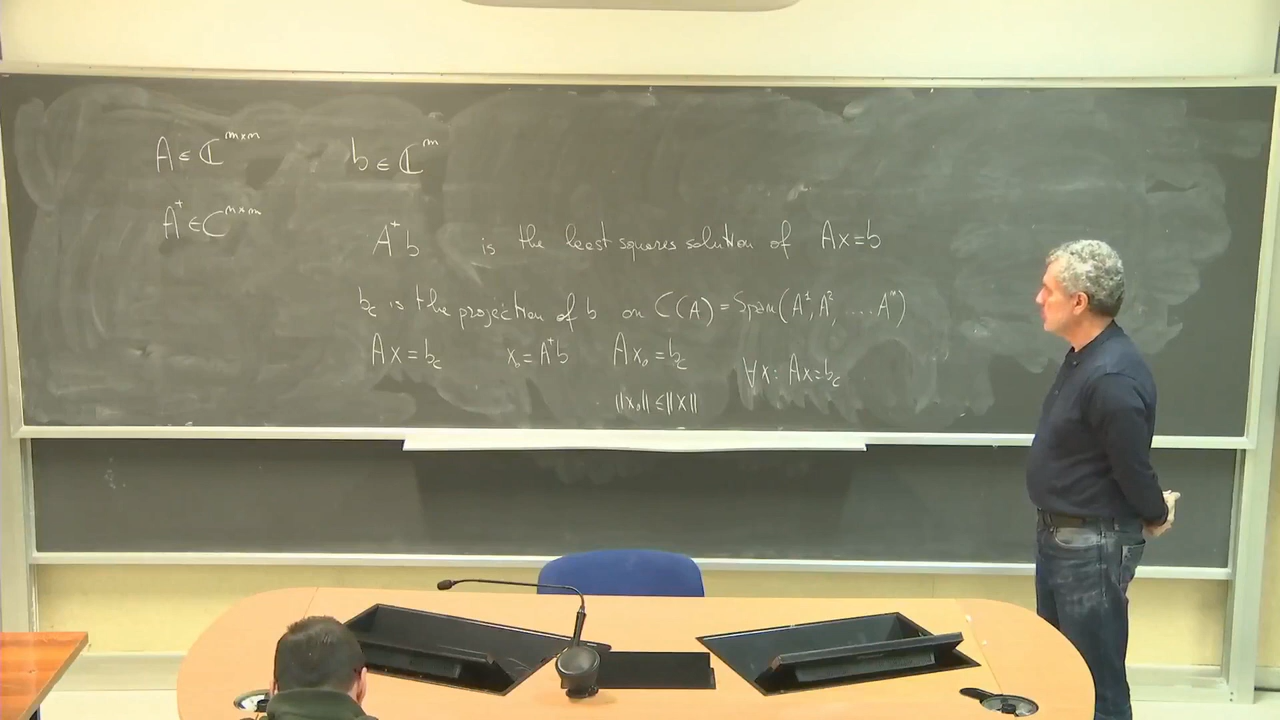 A ∈ ℂ^{m×n} b ∈ ℂ^m
A^+ ∈ C^{n×m}
A^+ b is the least squares solution of Ax=b
b_c is the projection of b on C(A) = Span(A^1, A^2, ... A^n)
Ax = b_c x_0 = A^+ b Ax_0 = b_c ∀x: Ax=b_c
||x_0|| ≤ ||x||